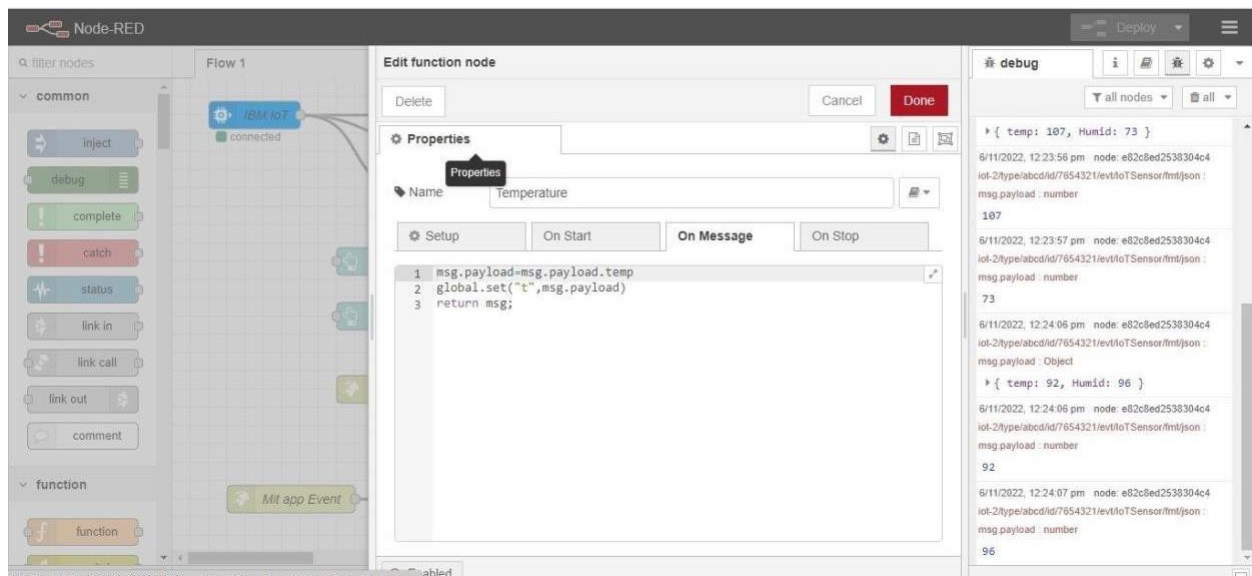 Node-RED
Deploy
filter nodes
common
inject
debug
complete
catch
status
link in
link call
link out
comment
function
function
Flow 1
IBM IoT
connected
Mit app Event
Edit function node
Delete
Cancel
Done
Properties
Properties
Name
Temperature
Setup
On Start
On Message
On Stop
1 msg.payload=msg.payload.temp
2 global.set("t",msg.payload)
3 return msg;
debug
i
all nodes
all
{ temp: 107, Humid: 73 }
6/11/2022, 12:23:56 pm node: e82c8ed2538304c4
iot-2/type/abcd/id/7654321/evt/IoTSensor/fmt/json :
msg.payload : number
107
6/11/2022, 12:23:57 pm node: e82c8ed2538304c4
iot-2/type/abcd/id/7654321/evt/IoTSensor/fmt/json :
msg.payload : number
73
6/11/2022, 12:24:06 pm node: e82c8ed2538304c4
iot-2/type/abcd/id/7654321/evt/IoTSensor/fmt/json :
msg.payload : Object
{ temp: 92, Humid: 96 }
6/11/2022, 12:24:06 pm node: e82c8ed2538304c4
iot-2/type/abcd/id/7654321/evt/IoTSensor/fmt/json :
msg.payload : number
92
6/11/2022, 12:24:07 pm node: e82c8ed2538304c4
iot-2/type/abcd/id/7654321/evt/IoTSensor/fmt/json :
msg.payload : number
96